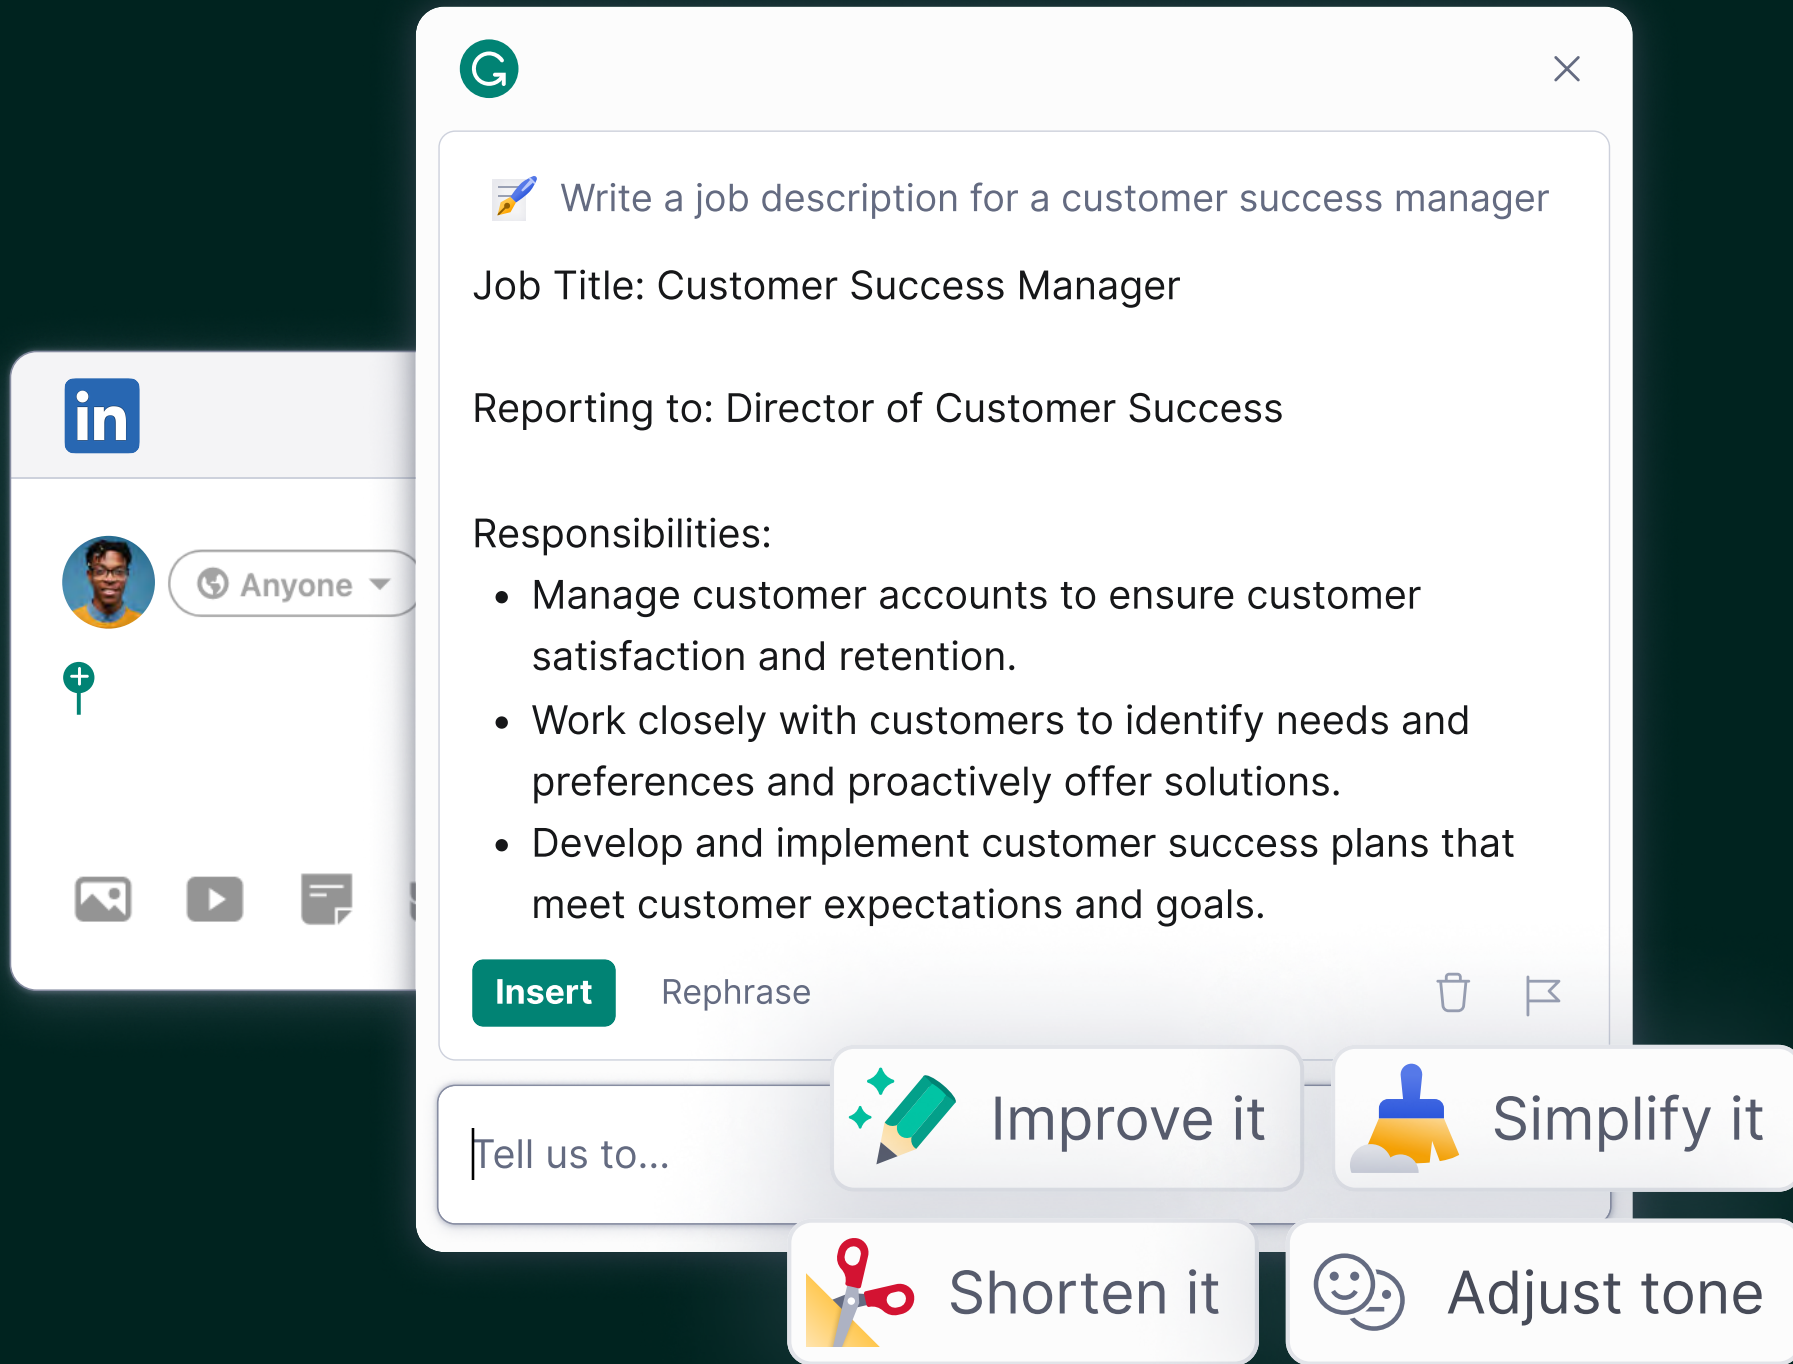 Write a job description for a customer success manager
Job Title: Customer Success Manager
Reporting to: Director of Customer Success
Responsibilities:
• Manage customer accounts to ensure customer
satisfaction and retention.
• Work closely with customers to identify needs and
preferences and proactively offer solutions.
• Develop and implement customer success plans that
meet customer expectations and goals.
Insert Rephrase
Tell us to...
Improve it
Simplify it
Shorten it
Adjust tone
in
Anyone